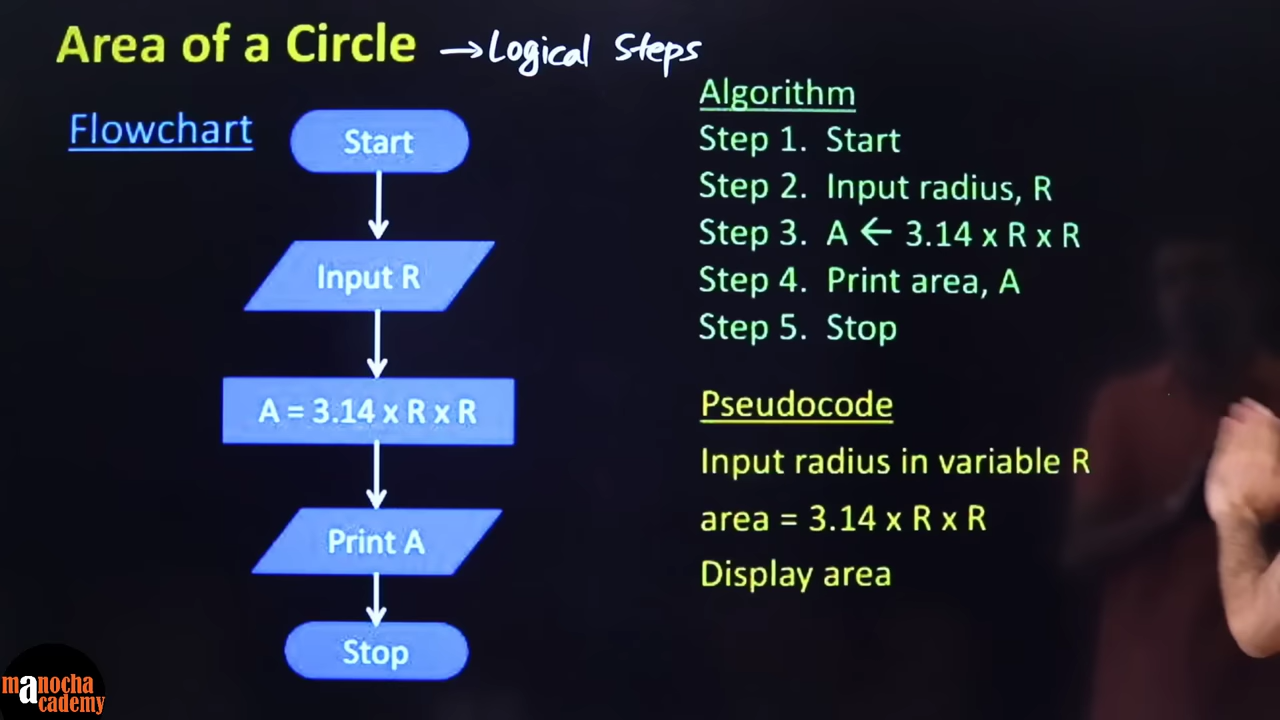 Area of a Circle → Logical Steps
Flowchart
Start
Input R
A = 3.14 x R x R
Print A
Stop
Algorithm
Step 1. Start
Step 2. Input radius, R
Step 3. A ← 3.14 x R x R
Step 4. Print area, A
Step 5. Stop
Pseudocode
Input radius in variable R
area = 3.14 x R x R
Display area
manocha
academy